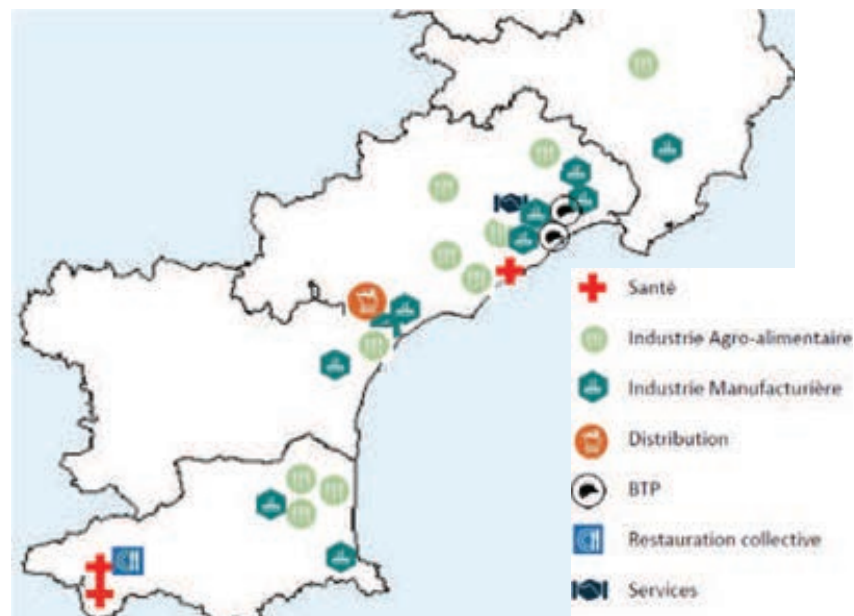 Santé
Industrie Agro-alimentaire
Industrie Manufacturière
Distribution
BTP
Restauration collective
Services